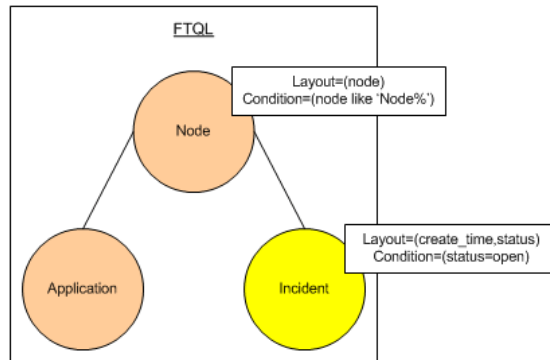 FTQL
Layout=(node)
Condition=(node like ‘Node%’)
Node
Layout=(create_time,status)
Condition=(status=open)
Application
Incident